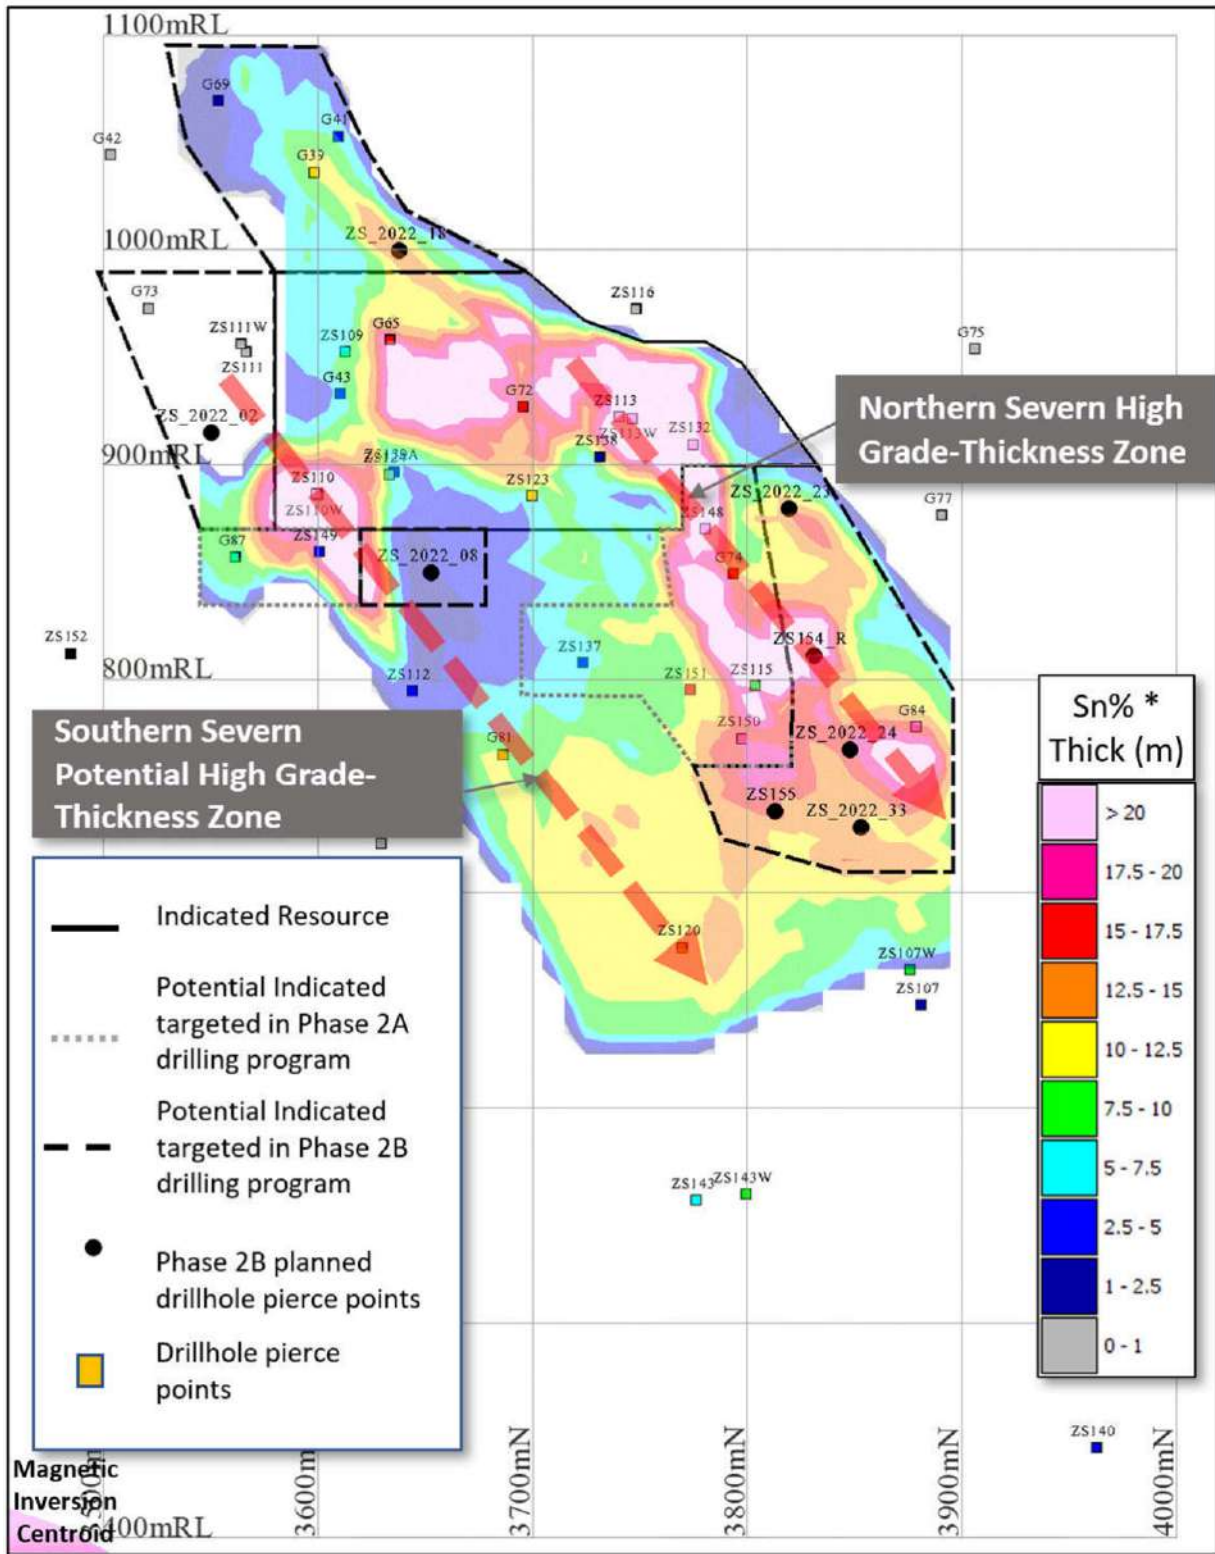 1100mRL
G69
G41
G42
G39
ZS_2022_18
1000mRL
G73
ZS116
ZS111W
ZS109
G65
G75
ZS111
G43
G72
ZS113
Northern Severn High
Grade-Thickness Zone
ZS_2022_02
ZS113W
ZS132
ZS138
900mRL
ZS110
ZS123
ZS_2022_23
ZS110W
G77
ZS148
G87
ZS149
ZS_2022_08
G74
ZS152
ZS137
ZS154_R
800mRL
ZS112
ZS151
ZS115
Sn% *
Thick (m)
Southern Severn
Potential High Grade-
Thickness Zone
G81
ZS150
ZS_2022_24
G84
ZS155
ZS_2022_33
> 20
17.5 - 20
15 - 17.5
12.5 - 15
10 - 12.5
7.5 - 10
5 - 7.5
2.5 - 5
1 - 2.5
0 - 1
Indicated Resource
ZS120
ZS107W
ZS107
Potential Indicated
targeted in Phase 2A
drilling program
Potential Indicated
targeted in Phase 2B
drilling program
ZS143
ZS143W
Phase 2B planned
drillhole pierce points
Drillhole pierce
points
ZS140
Magnetic
Inversion
Centroid
400mRL
3600mN
3700mN
3800mN
3900mN
4000mN